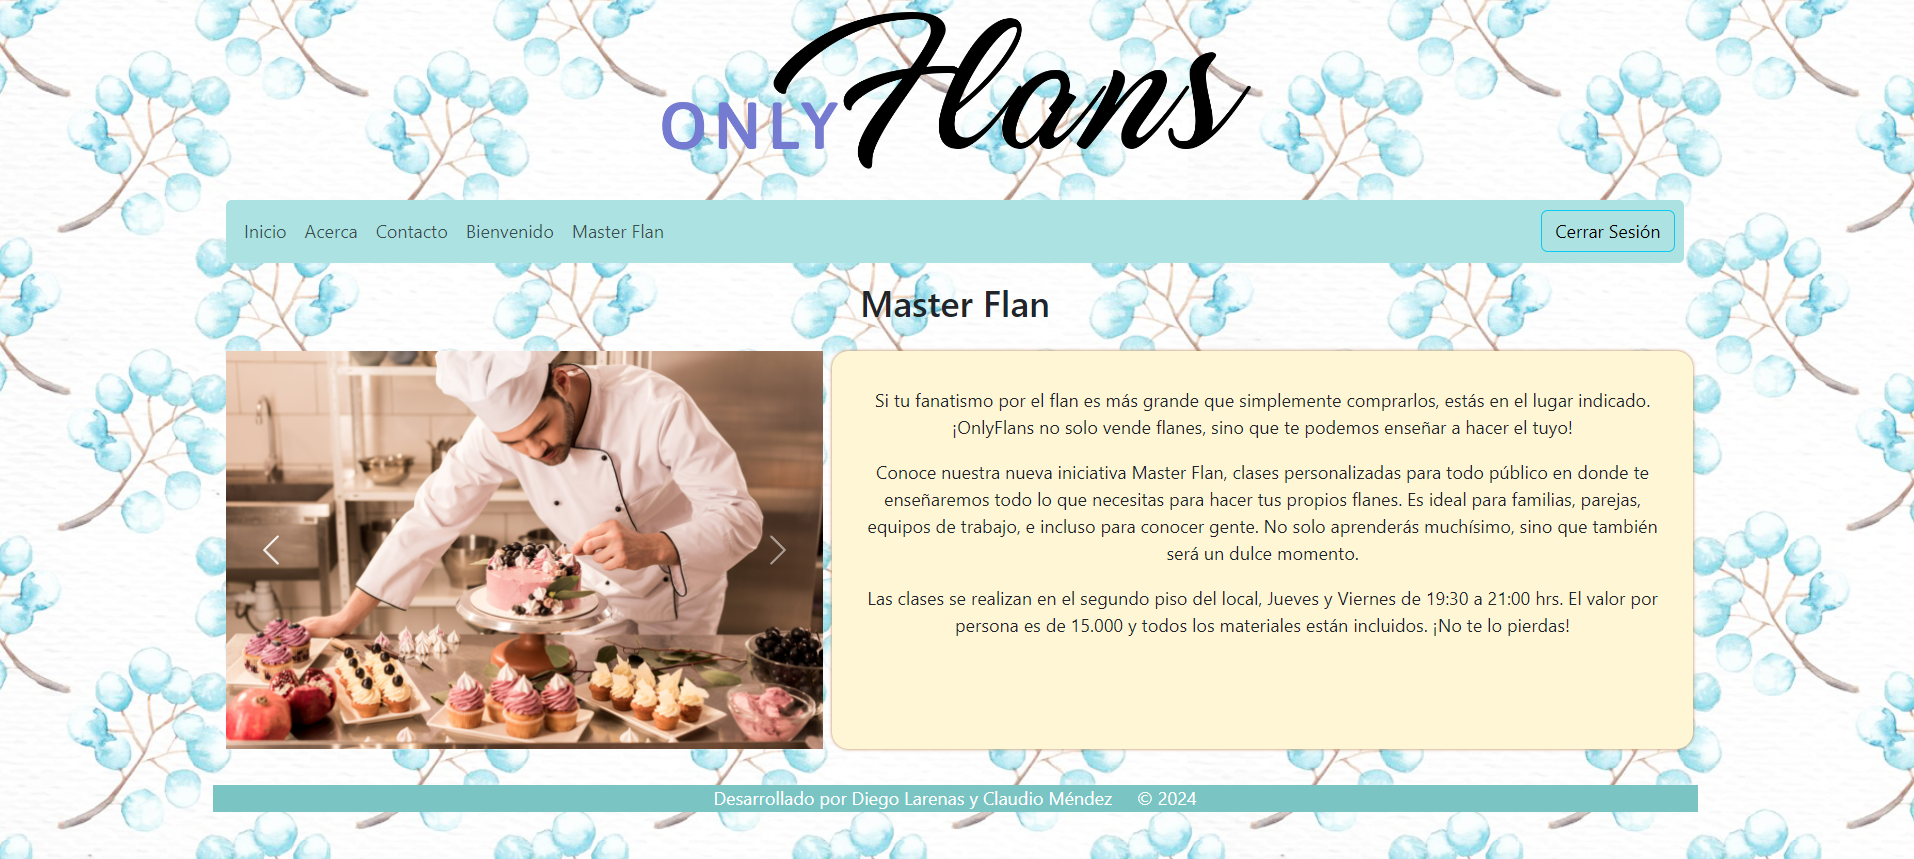 ONLY Flans
Inicio Acerca Contacto Bienvenido Master Flan Cerrar Sesión
Master Flan
Si tu fanatismo por el flan es más grande que simplemente comprarlos, estás en el lugar indicado.
¡OnlyFlans no solo vende flanes, sino que te podemos enseñar a hacer el tuyo!
Conoce nuestra nueva iniciativa Master Flan, clases personalizadas para todo público en donde te
enseñaremos todo lo que necesitas para hacer tus propios flanes. Es ideal para familias, parejas,
equipos de trabajo, e incluso para conocer gente. No solo aprenderás muchísimo, sino que también
será un dulce momento.
Las clases se realizan en el segundo piso del local, Jueves y Viernes de 19:30 a 21:00 hrs. El valor por
persona es de 15.000 y todos los materiales están incluidos. ¡No te lo pierdas!
Desarrollado por Diego Larenas y Claudio Méndez © 2024